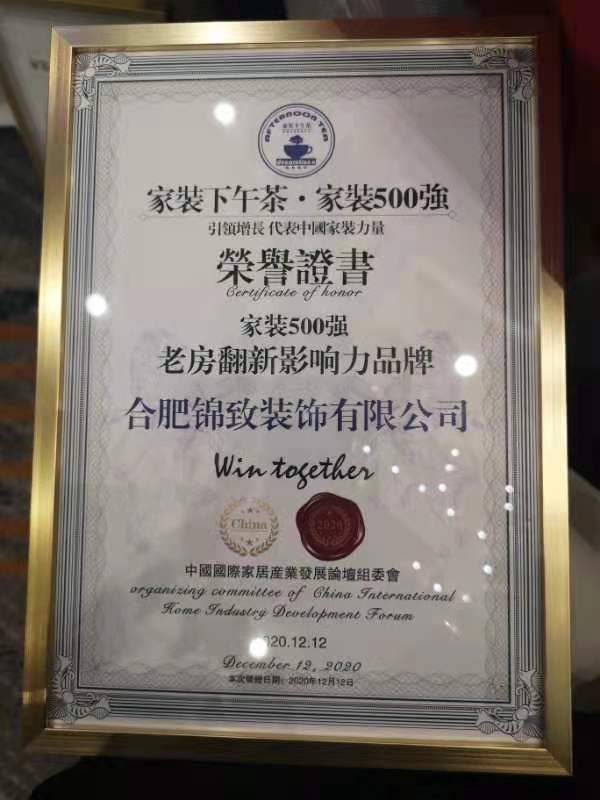 AFTERNOON TEA
家裝下午茶·家裝500強
引領增長 代表中國家裝力量
榮譽證書
Certificate of honor
家装500强
老房翻新影响力品牌
合肥锦致装饰有限公司
Win together
China
2020
中國國際家居産業發展論壇組委會
organizing committee of China International
Home Industry Development Forum
2020.12.12
December 12, 2020
2020年12月12日